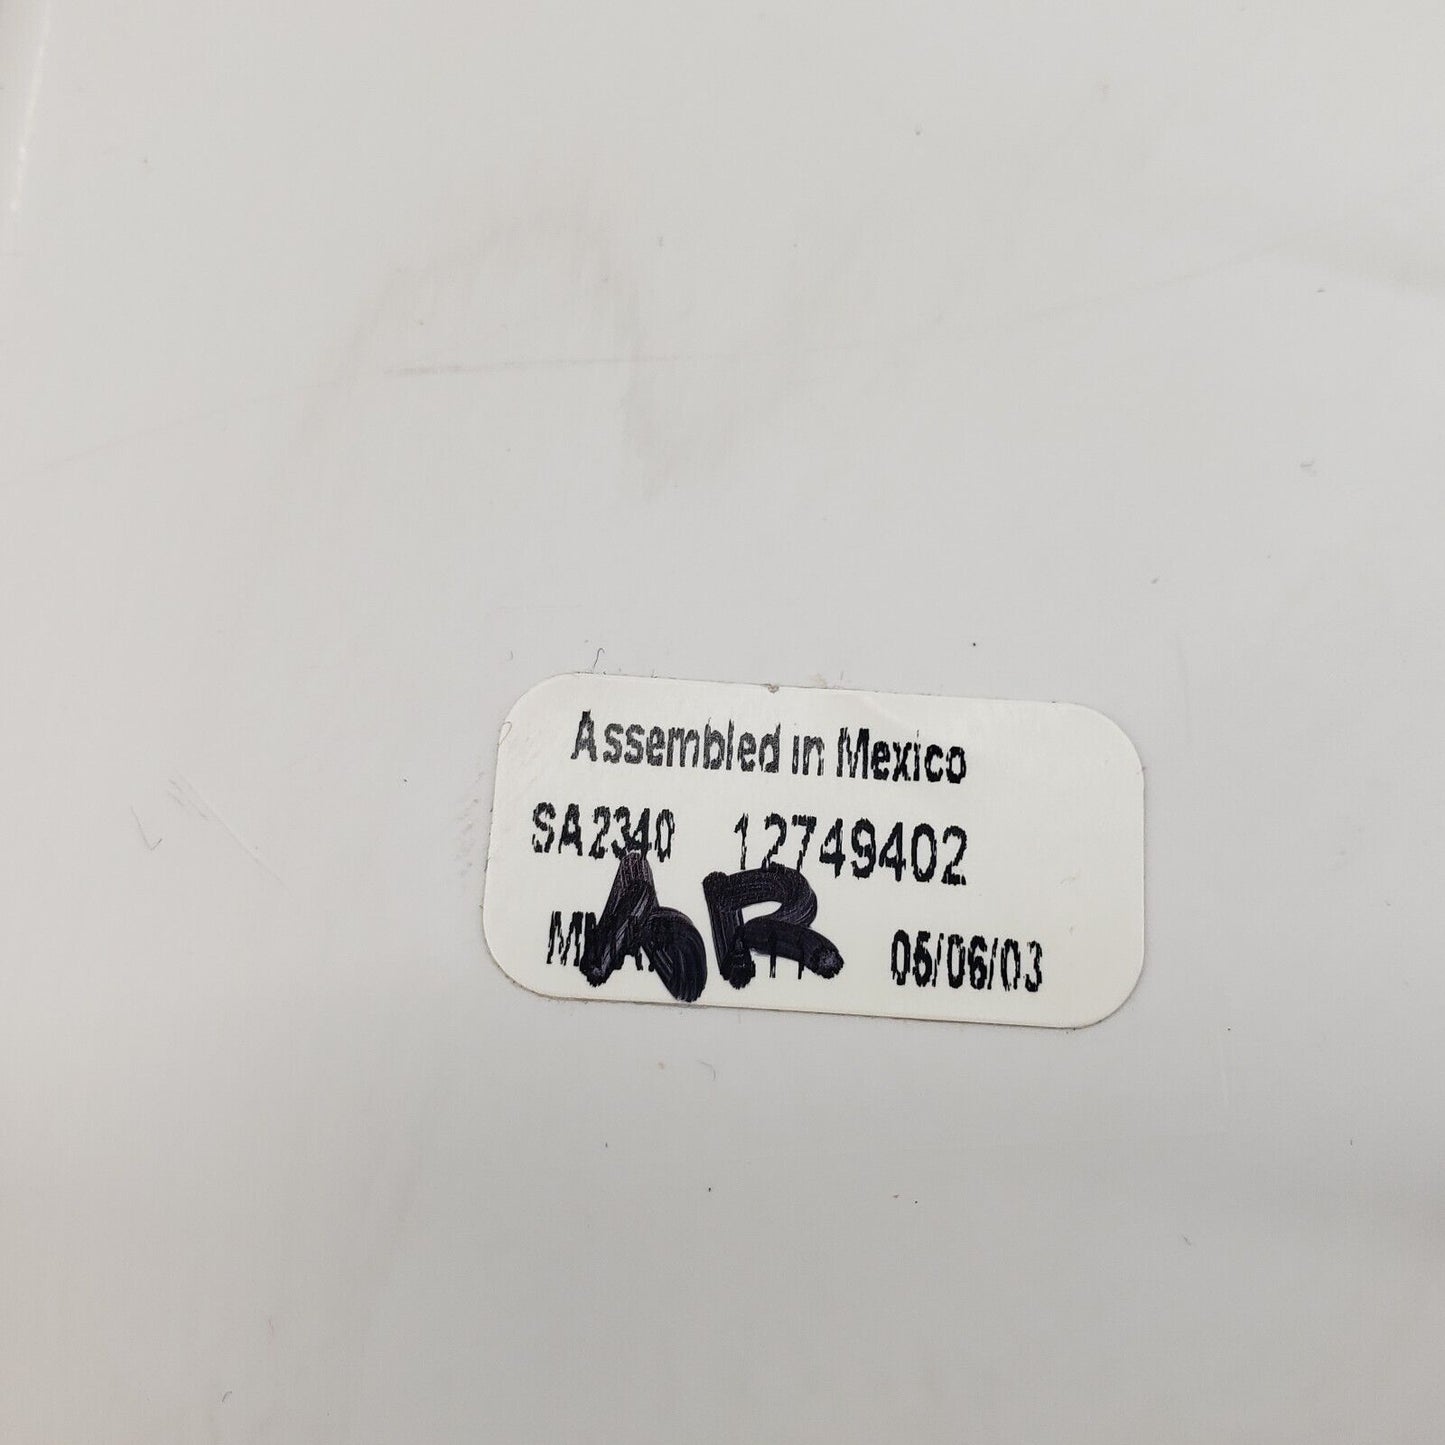 Assembled in Mexico
SA2340 12749402
AR
05/06/03